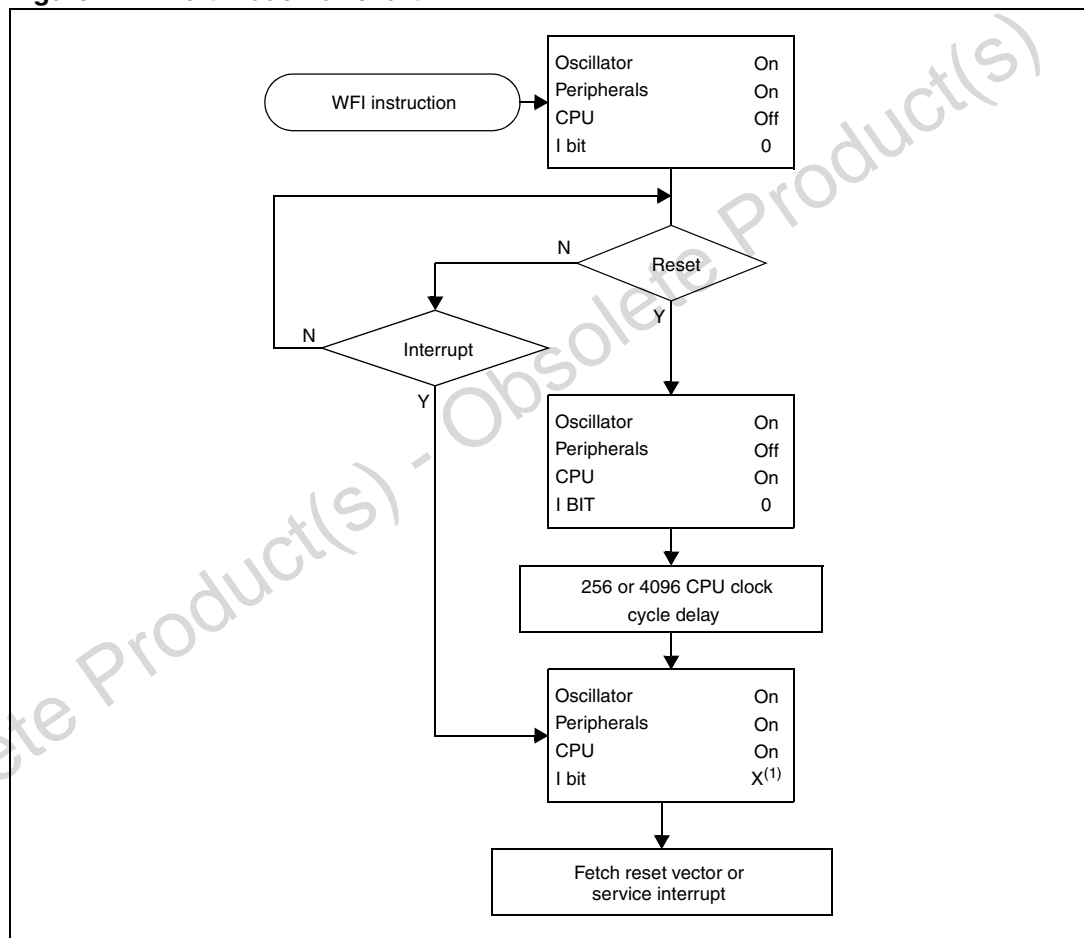 WFI instruction
Oscillator On
Peripherals On
CPU Off
I bit 0
N
Reset
Y
N
Interrupt
Y
Oscillator On
Peripherals Off
CPU On
I BIT 0
256 or 4096 CPU clock
cycle delay
Oscillator On
Peripherals On
CPU On
I bit X(1)
Fetch reset vector or
service interrupt
ete Product(s) - Obsolete Product(s)